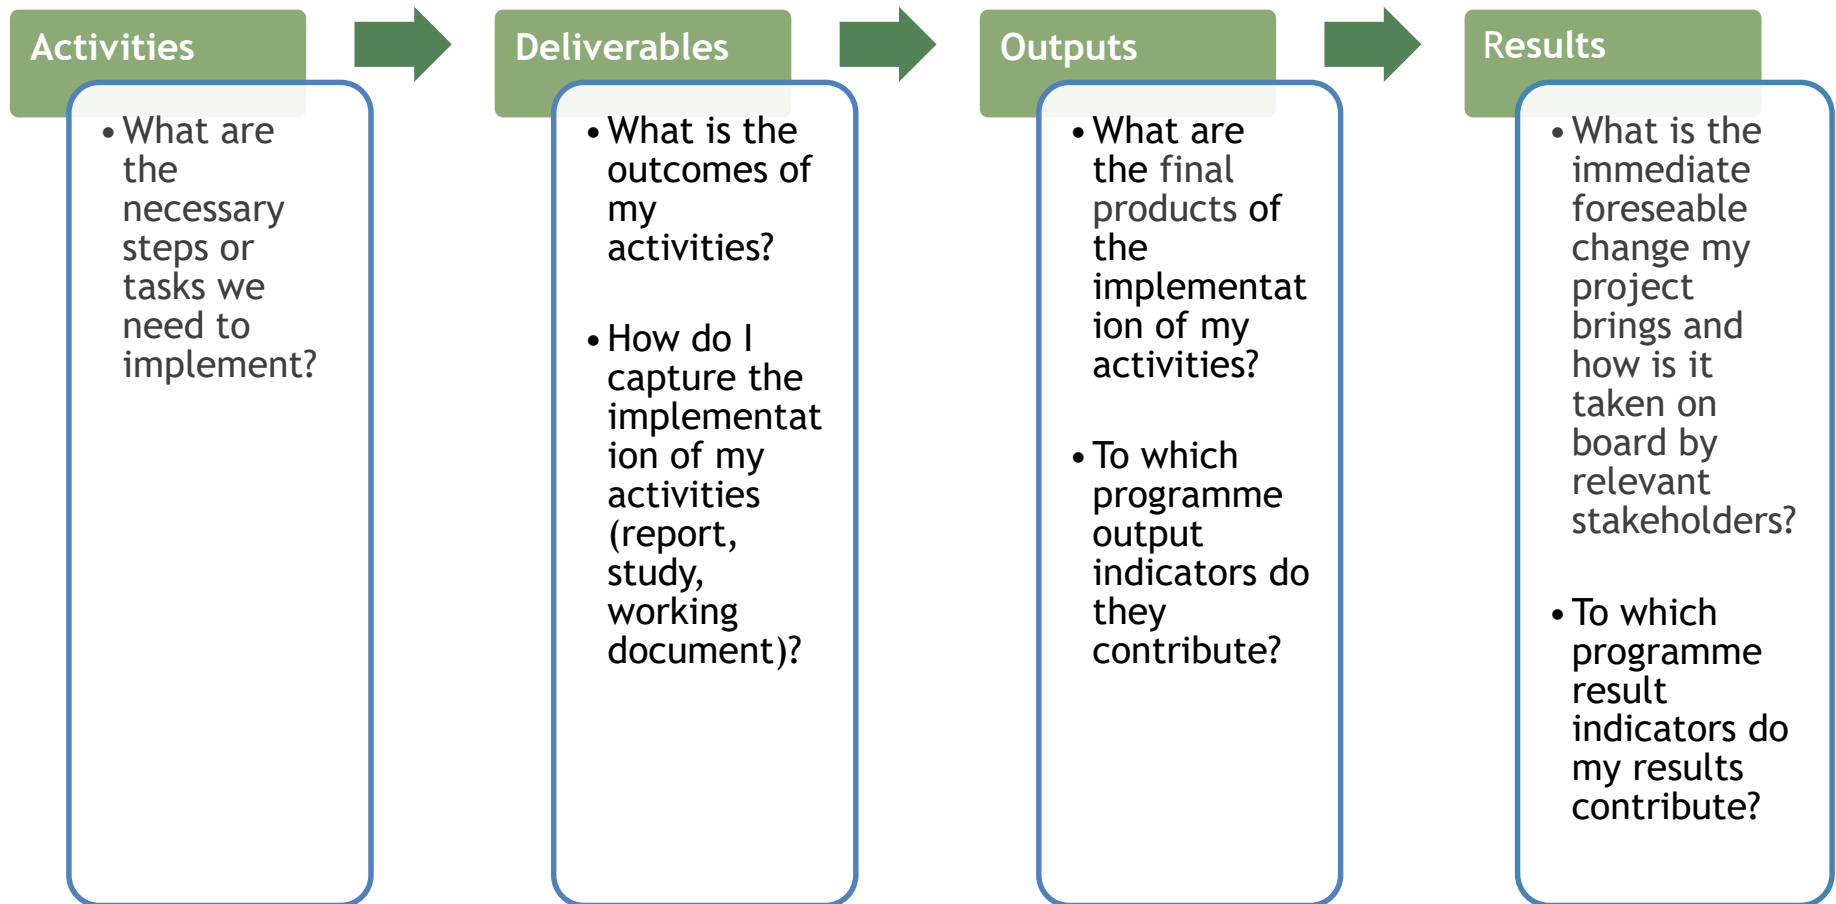 Activities
• What are
the
necessary
steps or
tasks we
need to
implement?
Deliverables
• What is the
outcomes of
my
activities?
• How do I
capture the
implementat
ion of my
activities
(report,
study,
working
document)?
Outputs
• What are
the final
products of
the
implementat
ion of my
activities?
• To which
programme
output
indicators do
they
contribute?
Results
• What is the
immediate
foreseable
change my
project
brings and
how is it
taken on
board by
relevant
stakeholders?
• To which
programme
result
indicators do
my results
contribute?